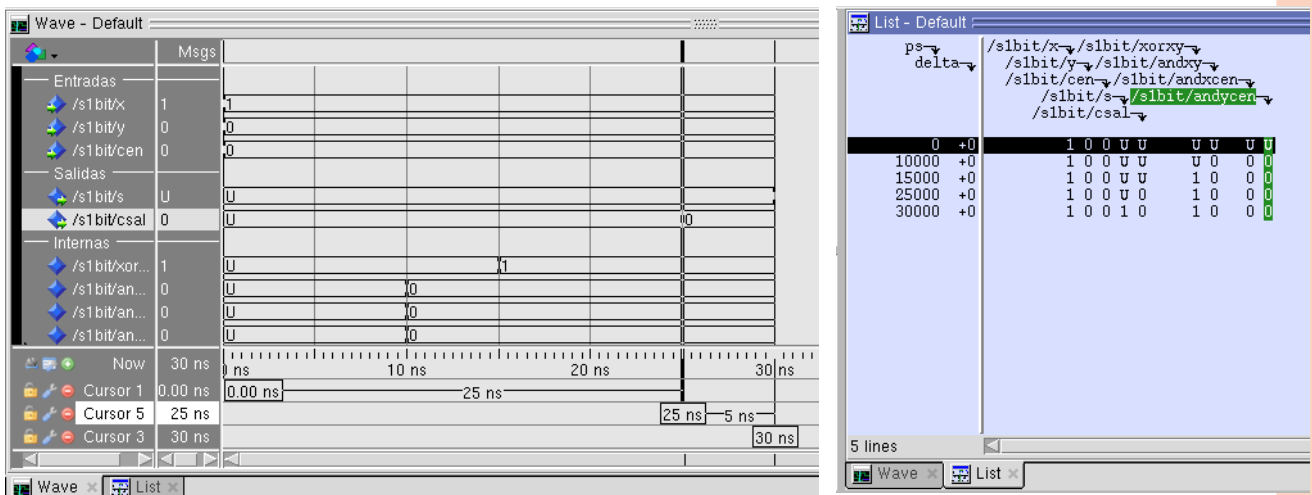 Wave - Default
Msgs
Entradas
/s1bit/x 1 1
/s1bit/y 0 0
/s1bit/cen 0 0
Salidas
/s1bit/s U U
/s1bit/csal 0 U 0
Internas
/s1bit/xor... 1 U 1
/s1bit/an... 0 U 0
/s1bit/an... 0 U 0
/s1bit/an... 0 U 0
Now 30 ns ns 10 ns 20 ns 30 ns
Cursor 1 0.00 ns 0.00 ns 25 ns
Cursor 5 25 ns 25 ns 5 ns
Cursor 3 30 ns 30 ns
Wave List
List - Default
ps /s1bit/x /s1bit/xorxy
delta /s1bit/y /s1bit/andxy
/s1bit/cen /s1bit/andxcen
/s1bit/s /s1bit/andycen
/s1bit/csal
0 +0 1 0 0 U U U U U U
10000 +0 1 0 0 U U U 0 0 0
15000 +0 1 0 0 U U 1 0 0 0
25000 +0 1 0 0 U 0 1 0 0 0
30000 +0 1 0 0 1 0 1 0 0 0
5 lines
Wave List